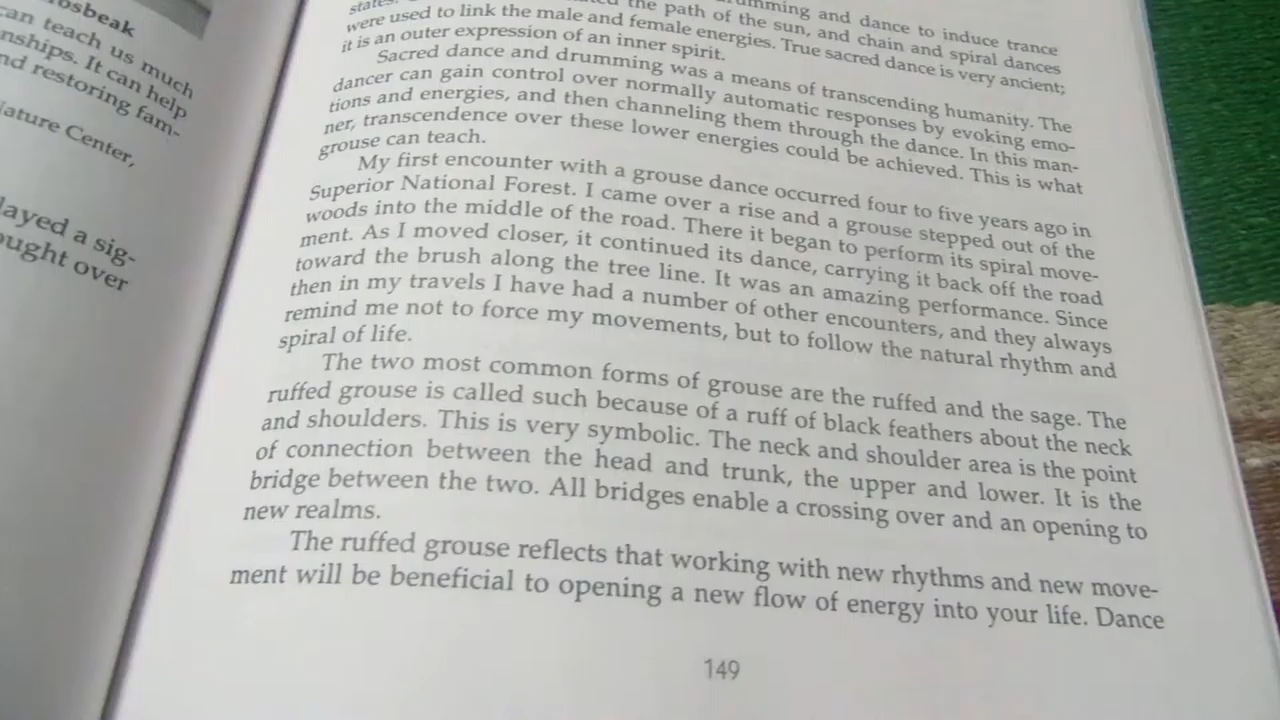 osbeak
can teach us much
nships. It can help
nd restoring fam-
Nature Center,
layed a sig-
ought over
drumming and dance to induce trance
states. the path of the sun, and chain and spiral dances
were used to link the male and female energies. True sacred dance is very ancient;
it is an outer expression of an inner spirit.
Sacred dance and drumming was a means of transcending humanity. The
dancer can gain control over normally automatic responses by evoking emo-
tions and energies, and then channeling them through the dance. In this man-
ner, transcendence over these lower energies could be achieved. This is what
grouse can teach.
My first encounter with a grouse dance occurred four to five years ago in
Superior National Forest. I came over a rise and a grouse stepped out of the
woods into the middle of the road. There it began to perform its spiral move-
ment. As I moved closer, it continued its dance, carrying it back off the road
toward the brush along the tree line. It was an amazing performance. Since
then in my travels I have had a number of other encounters, and they always
remind me not to force my movements, but to follow the natural rhythm and
spiral of life.
The two most common forms of grouse are the ruffed and the sage. The
ruffed grouse is called such because of a ruff of black feathers about the neck
and shoulders. This is very symbolic. The neck and shoulder area is the point
of connection between the head and trunk, the upper and lower. It is the
bridge between the two. All bridges enable a crossing over and an opening to
new realms.
The ruffed grouse reflects that working with new rhythms and new move-
ment will be beneficial to opening a new flow of energy into your life. Dance
149